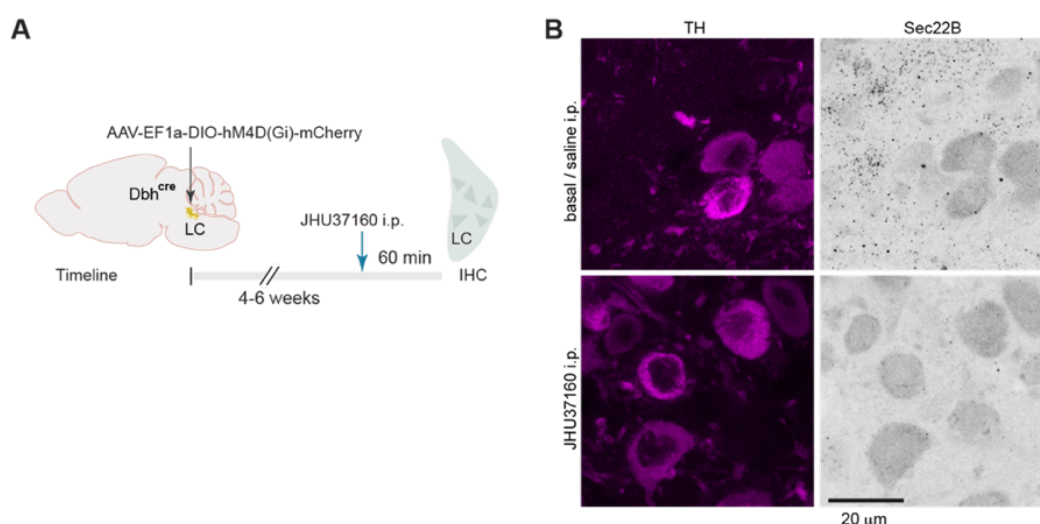 A
AAV-EF1a-DIO-hM4D(Gi)-mCherry
Dbhcre
LC
JHU37160 i.p.
60 min
LC
Timeline
IHC
4-6 weeks
B
TH
Sec22B
basal / saline i.p.
JHU37160 i.p.
20 μm